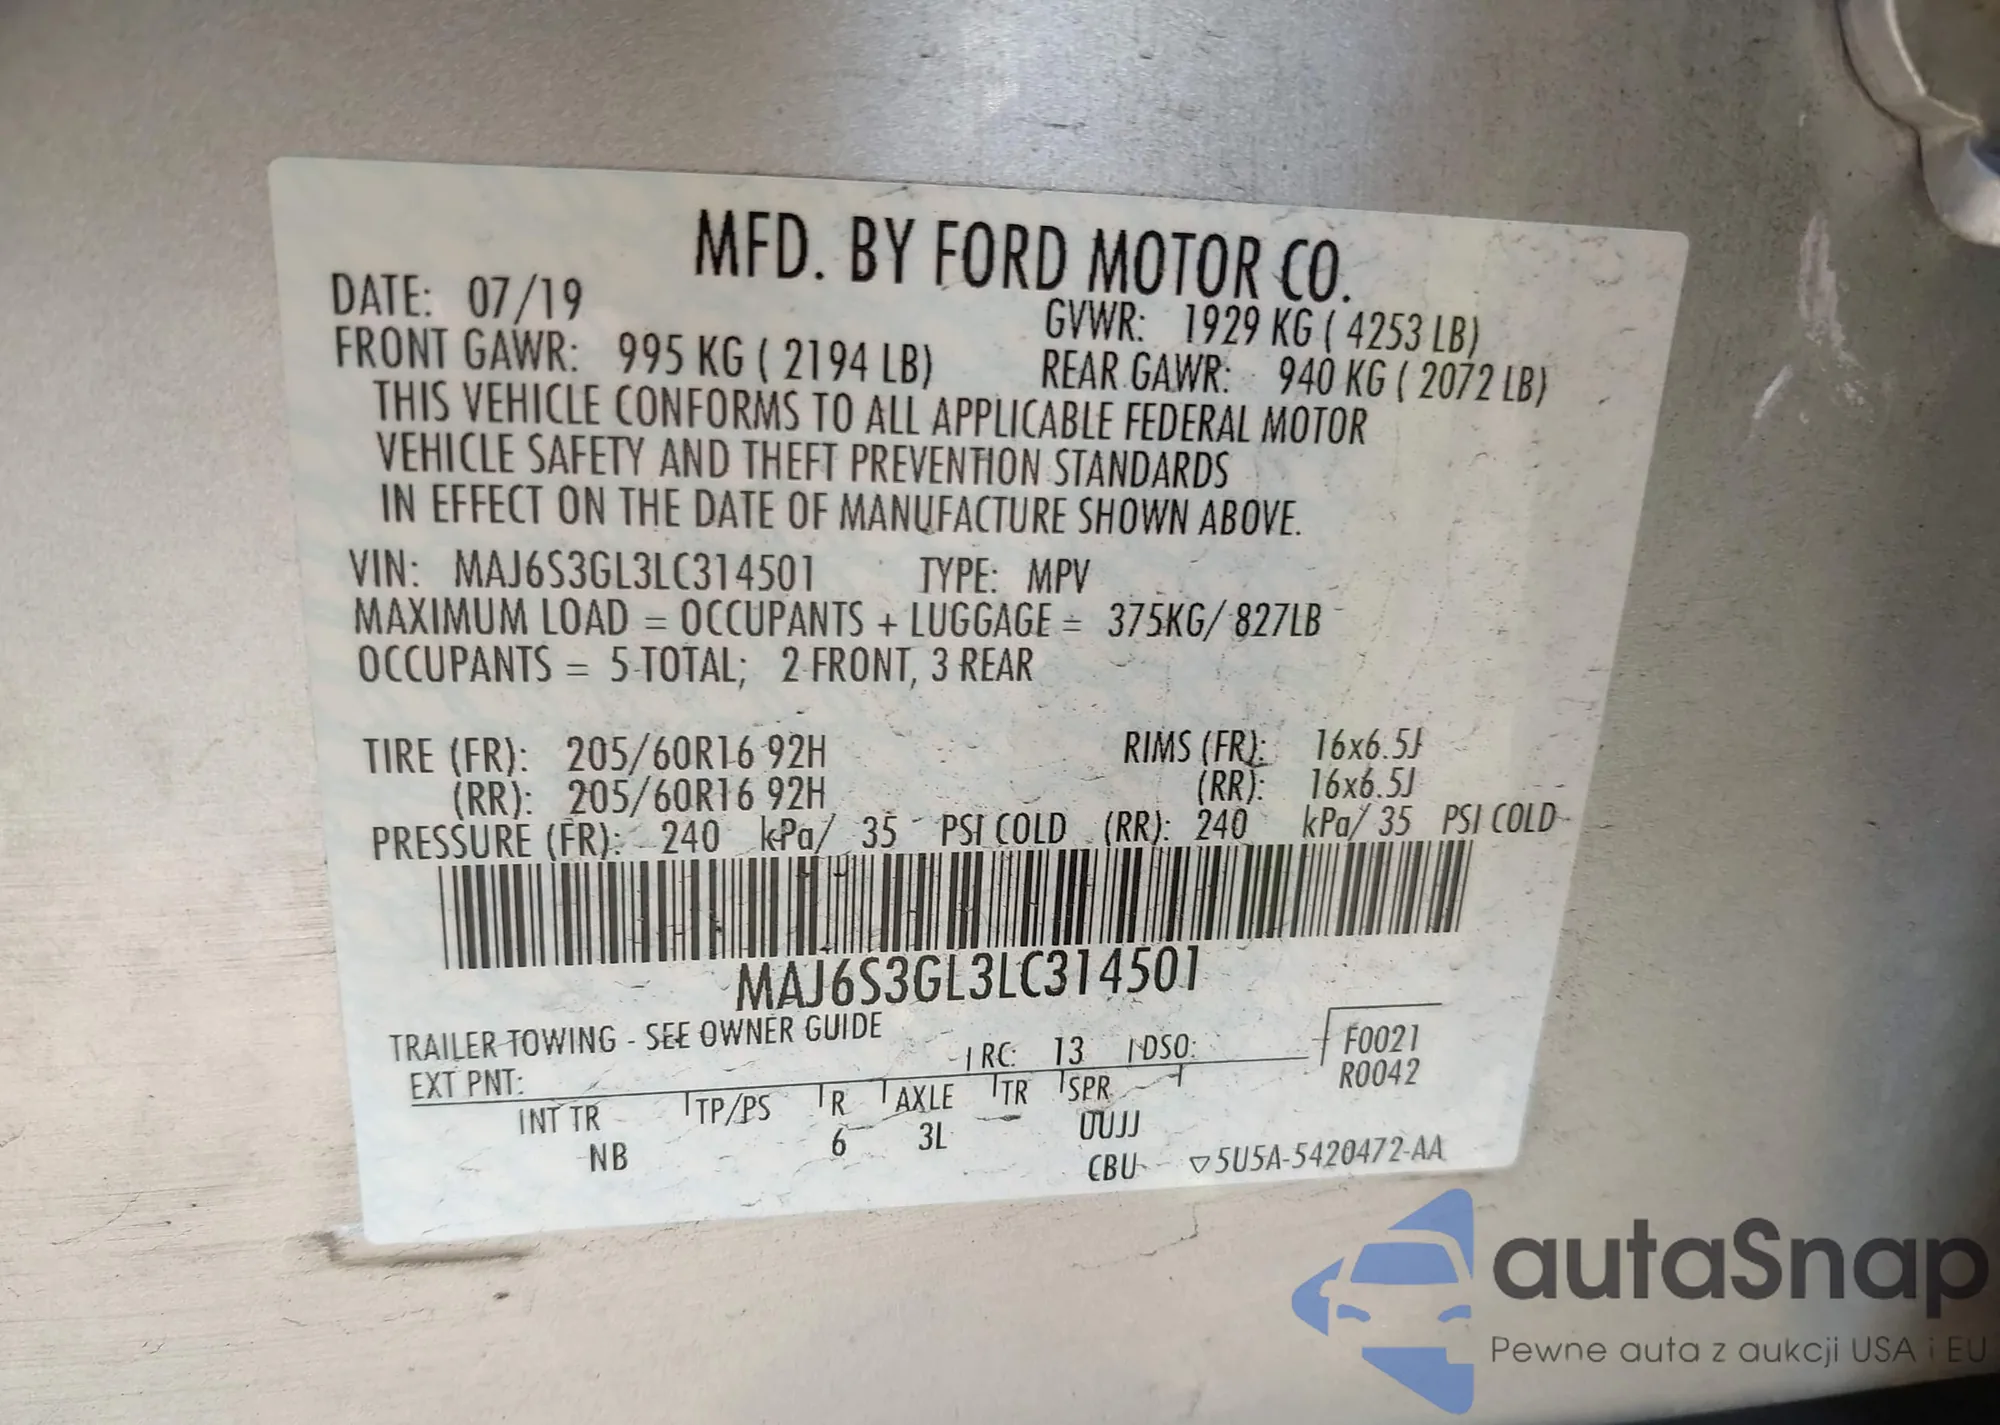 MFD. BY FORD MOTOR CO.
DATE: 07/19
GVWR: 1929 KG ( 4253 LB)
FRONT GAWR: 995 KG ( 2194 LB)
REAR GAWR: 940 KG ( 2072 LB)
THIS VEHICLE CONFORMS TO ALL APPLICABLE FEDERAL MOTOR
VEHICLE SAFETY AND THEFT PREVENTION STANDARDS
IN EFFECT ON THE DATE OF MANUFACTURE SHOWN ABOVE.
VIN: MAJ6S3GL3LC314501 TYPE: MPV
MAXIMUM LOAD = OCCUPANTS + LUGGAGE = 375KG/ 827LB
OCCUPANTS = 5 TOTAL; 2 FRONT, 3 REAR
TIRE (FR): 205/60R16 92H RIMS (FR): 16x6.5J
(RR): 205/60R16 92H (RR): 16x6.5J
PRESSURE (FR): 240 kPa/ 35 PSI COLD (RR): 240 kPa/ 35 PSI COLD
MAJ6S3GL3LC314501
TRAILER TOWING - SEE OWNER GUIDE
EXT PNT: RC: 13 DSO: F0021
R0042
INT TR TP/PS R AXLE TR SPR
NB 6 3L UUJJ
CBU ▽5U5A-5420472-AA
autaSnap
Pewne auta z aukcji USA i EU